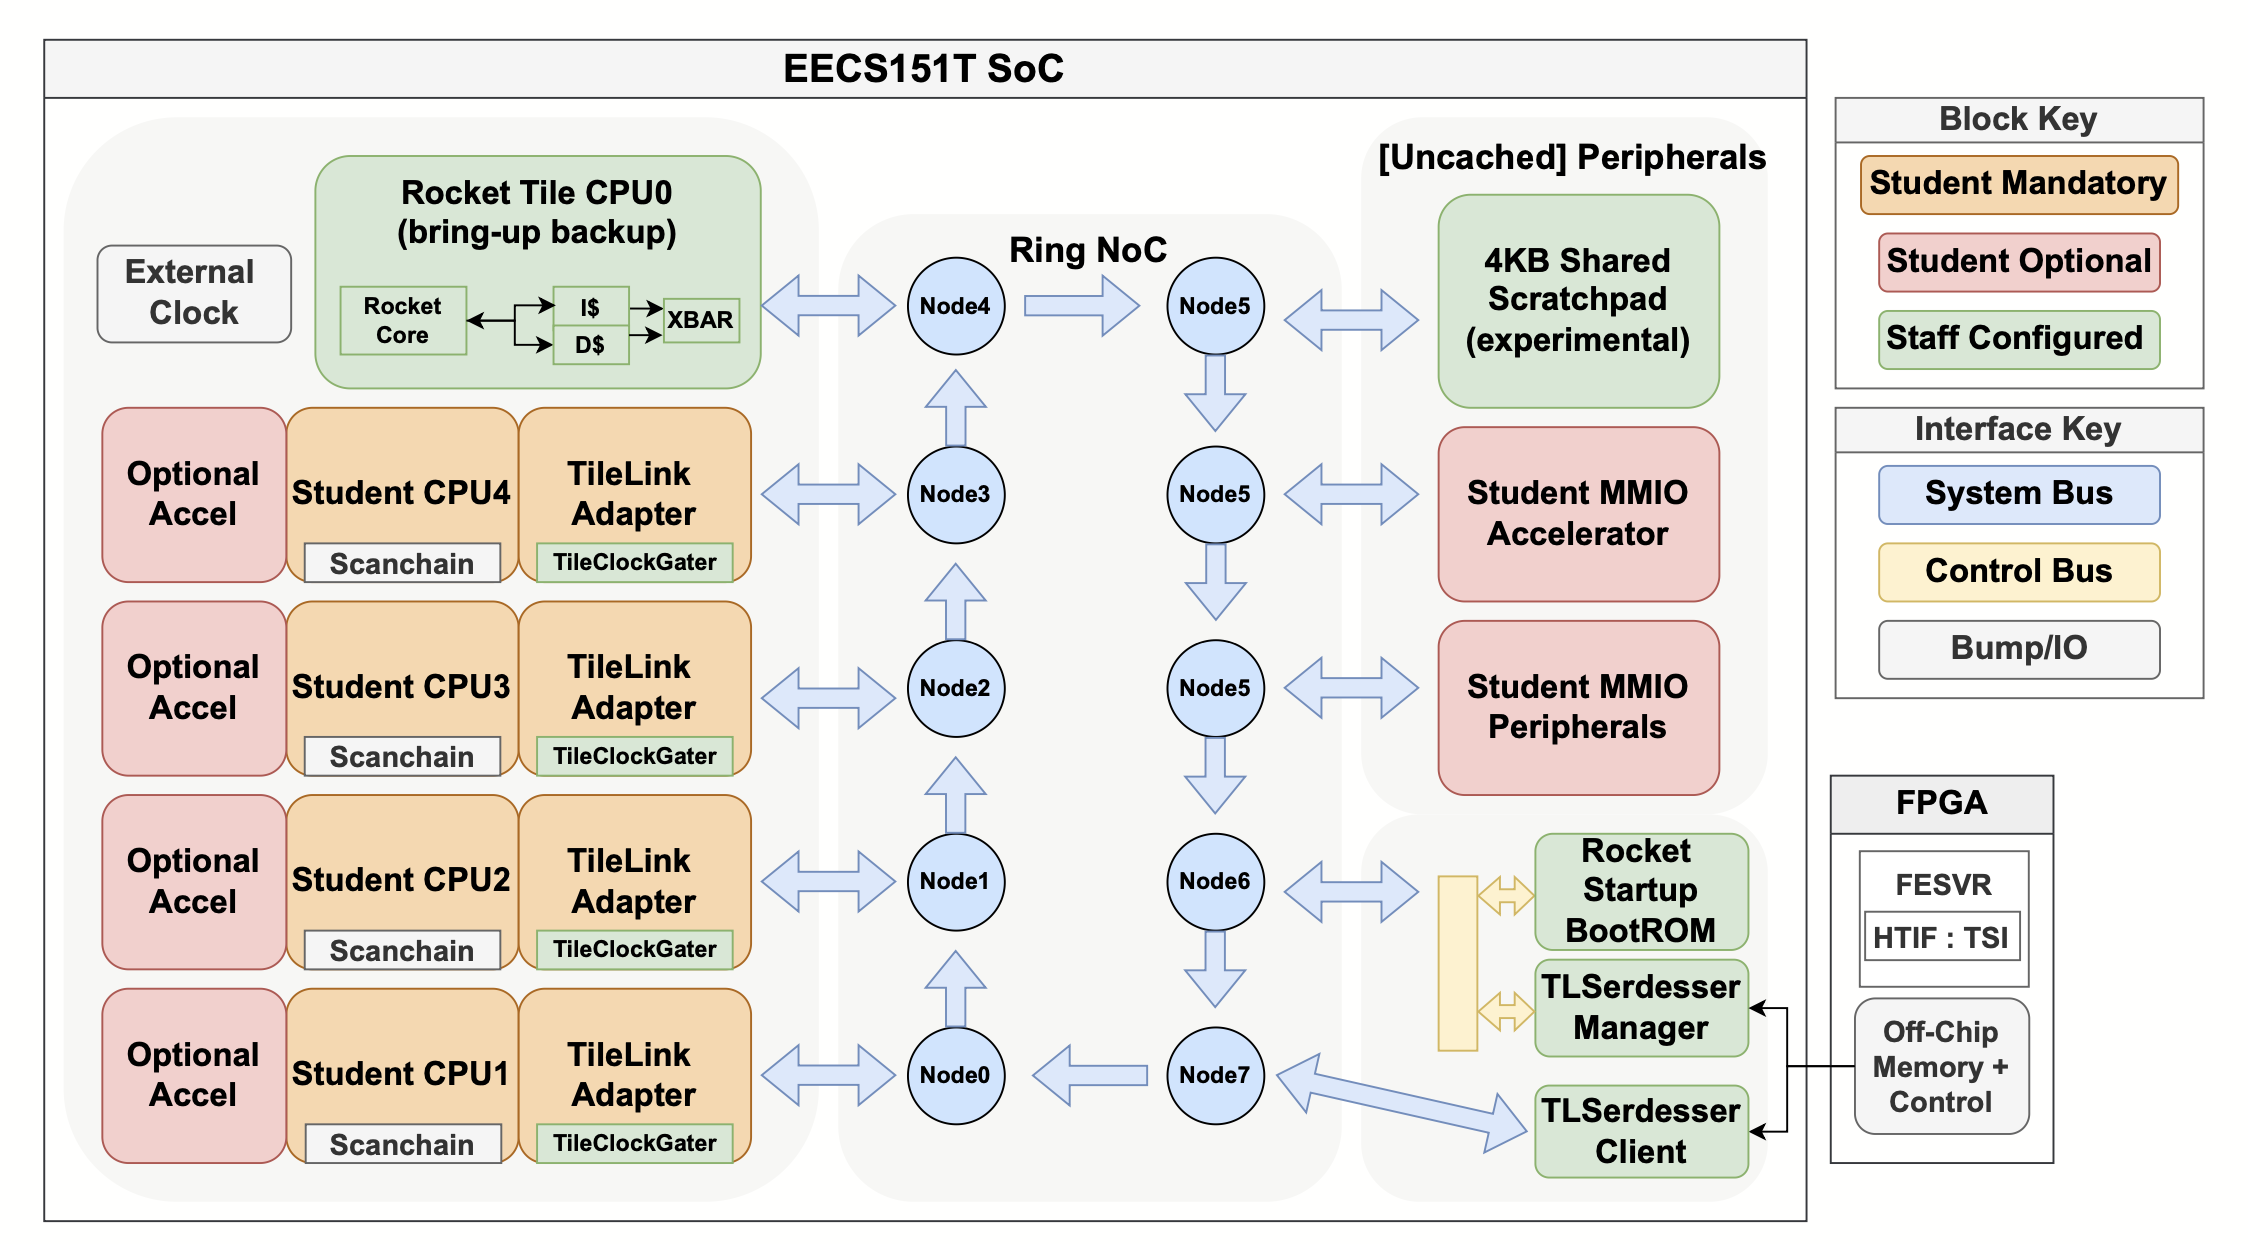 EECS151T SoC
External
Clock
Rocket Tile CPU0
(bring-up backup)
Rocket
Core
I$
D$
XBAR
Optional
Accel
Student CPU4
Scanchain
TileLink
Adapter
TileClockGater
Optional
Accel
Student CPU3
Scanchain
TileLink
Adapter
TileClockGater
Optional
Accel
Student CPU2
Scanchain
TileLink
Adapter
TileClockGater
Optional
Accel
Student CPU1
Scanchain
TileLink
Adapter
TileClockGater
Ring NoC
Node4
Node5
Node3
Node5
Node2
Node5
Node1
Node6
Node0
Node7
[Uncached] Peripherals
4KB Shared
Scratchpad
(experimental)
Student MMIO
Accelerator
Student MMIO
Peripherals
Rocket
Startup
BootROM
TLSerdesser
Manager
TLSerdesser
Client
Block Key
Student Mandatory
Student Optional
Staff Configured
Interface Key
System Bus
Control Bus
Bump/IO
FPGA
FESVR
HTIF : TSI
Off-Chip
Memory +
Control